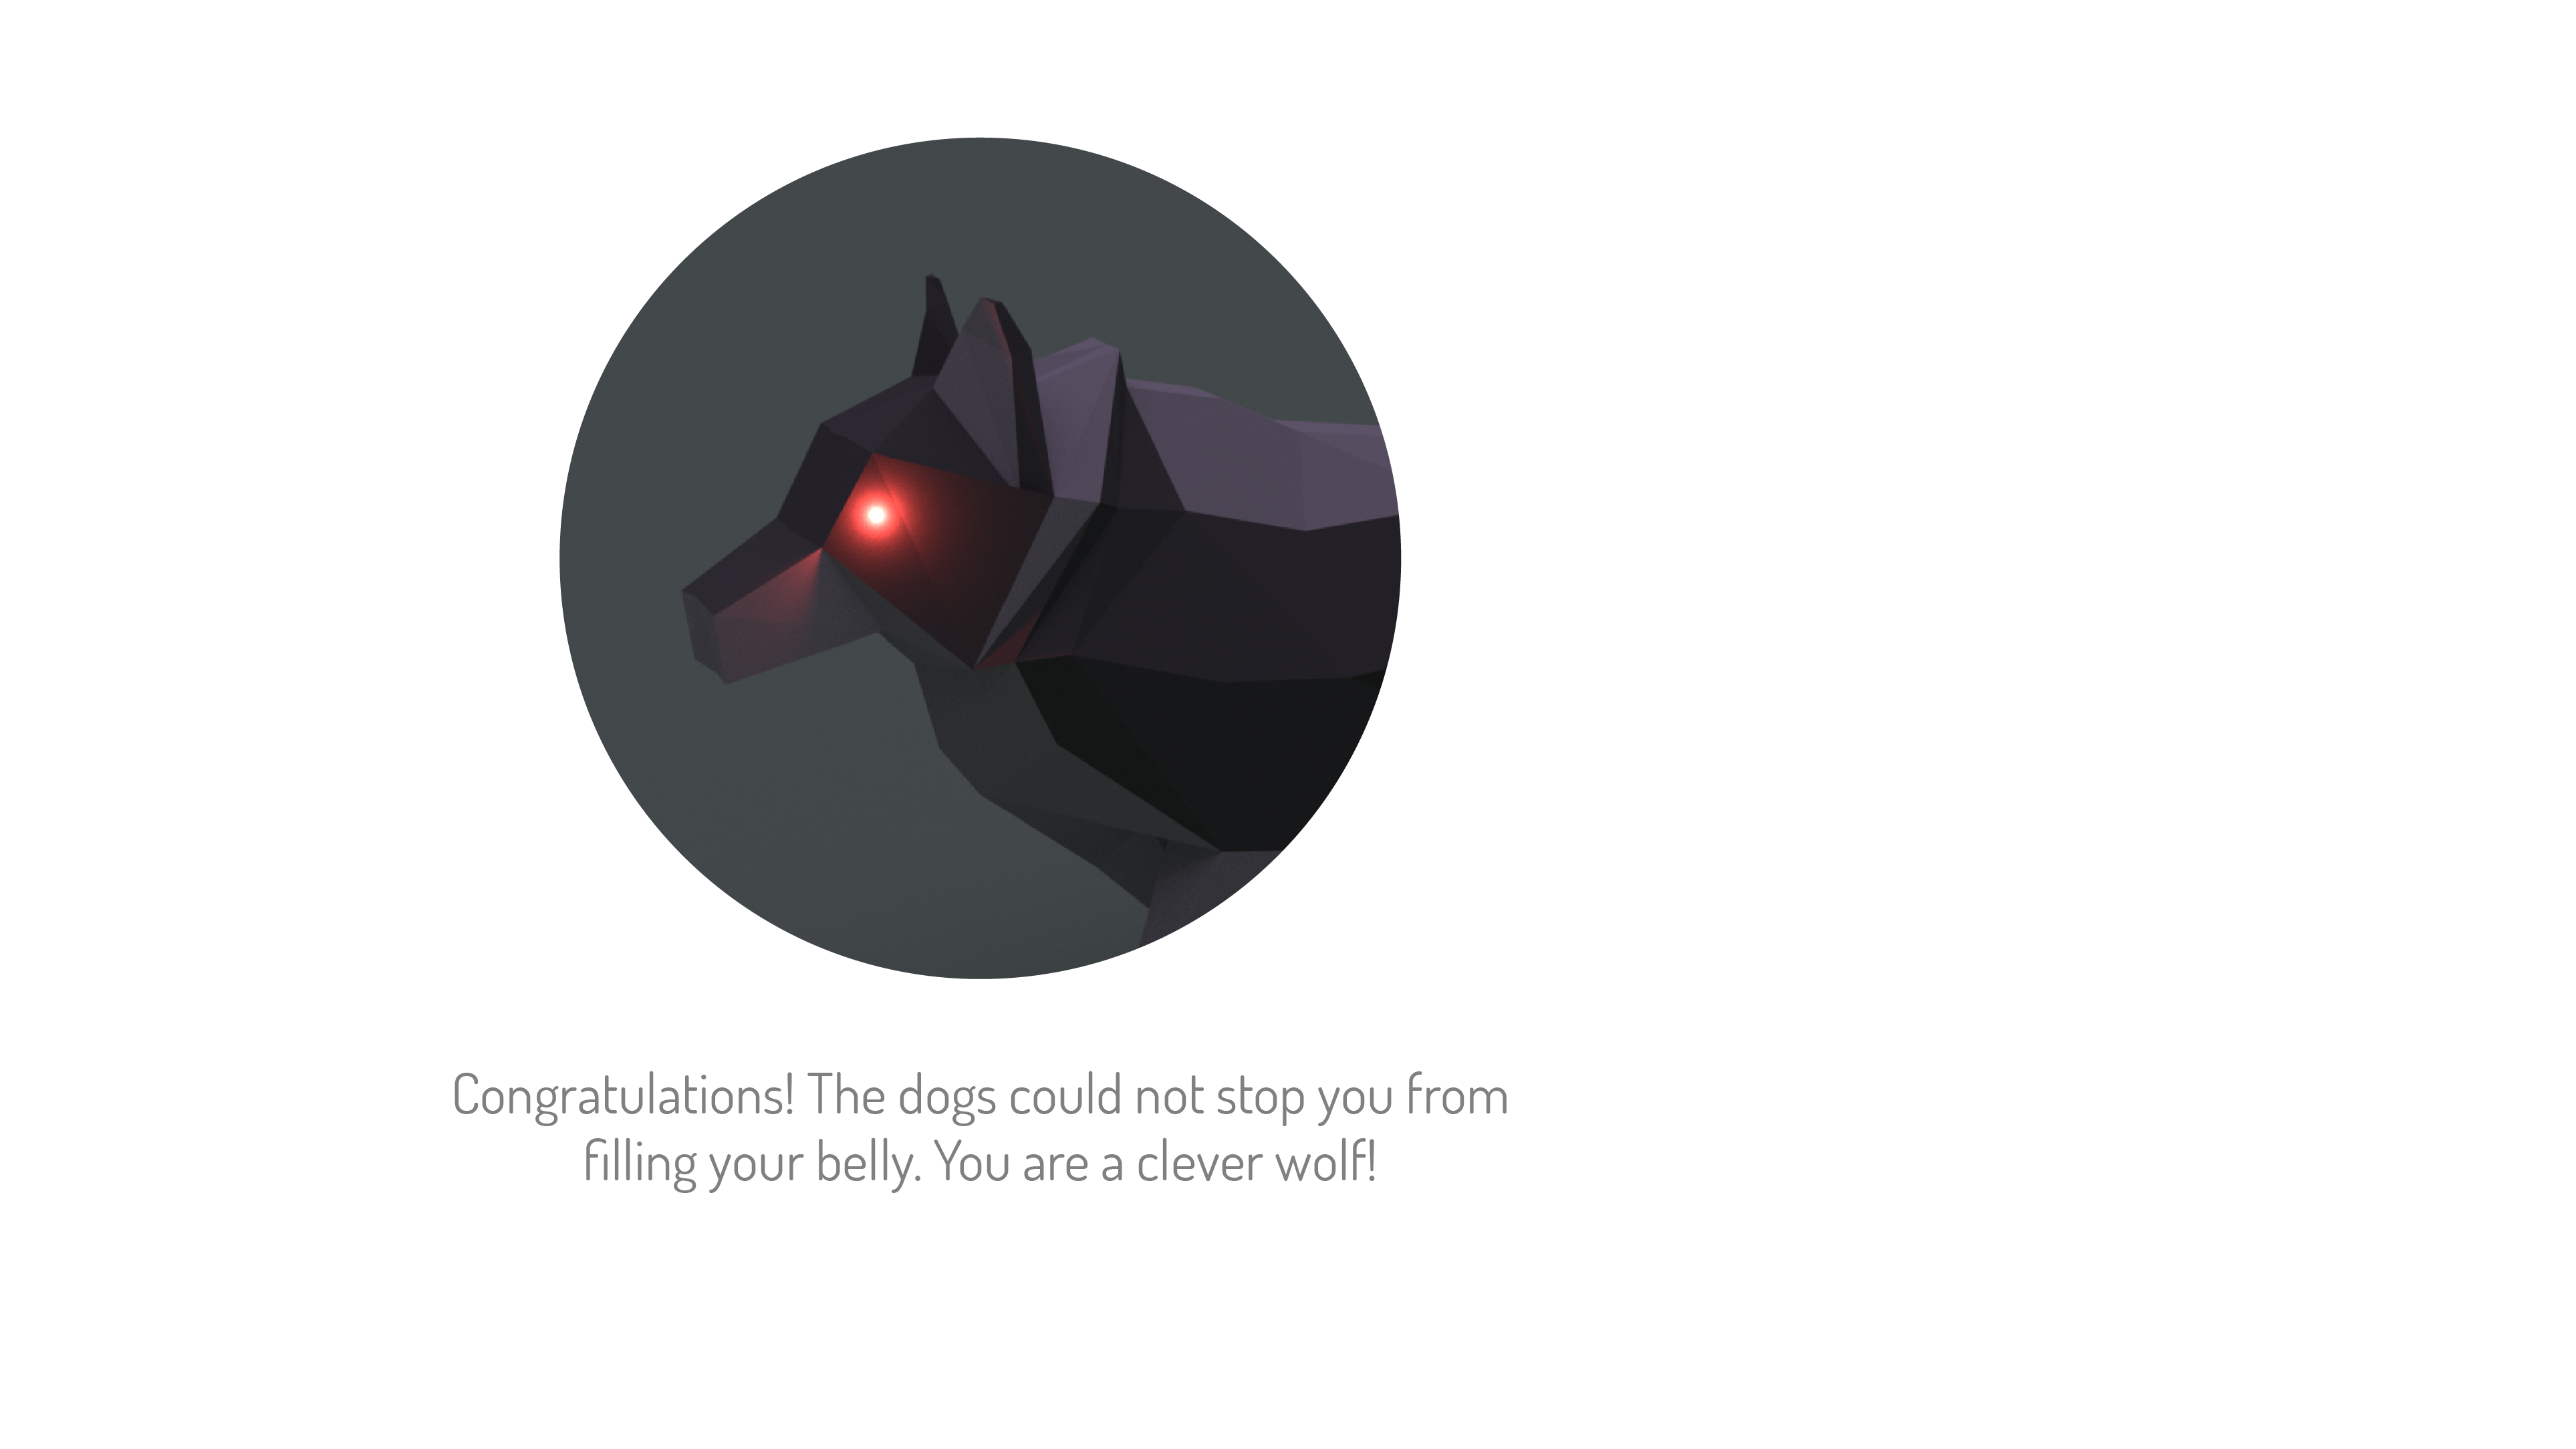 Congratulations! The dogs could not stop you from
filling your belly. You are a clever wolf!